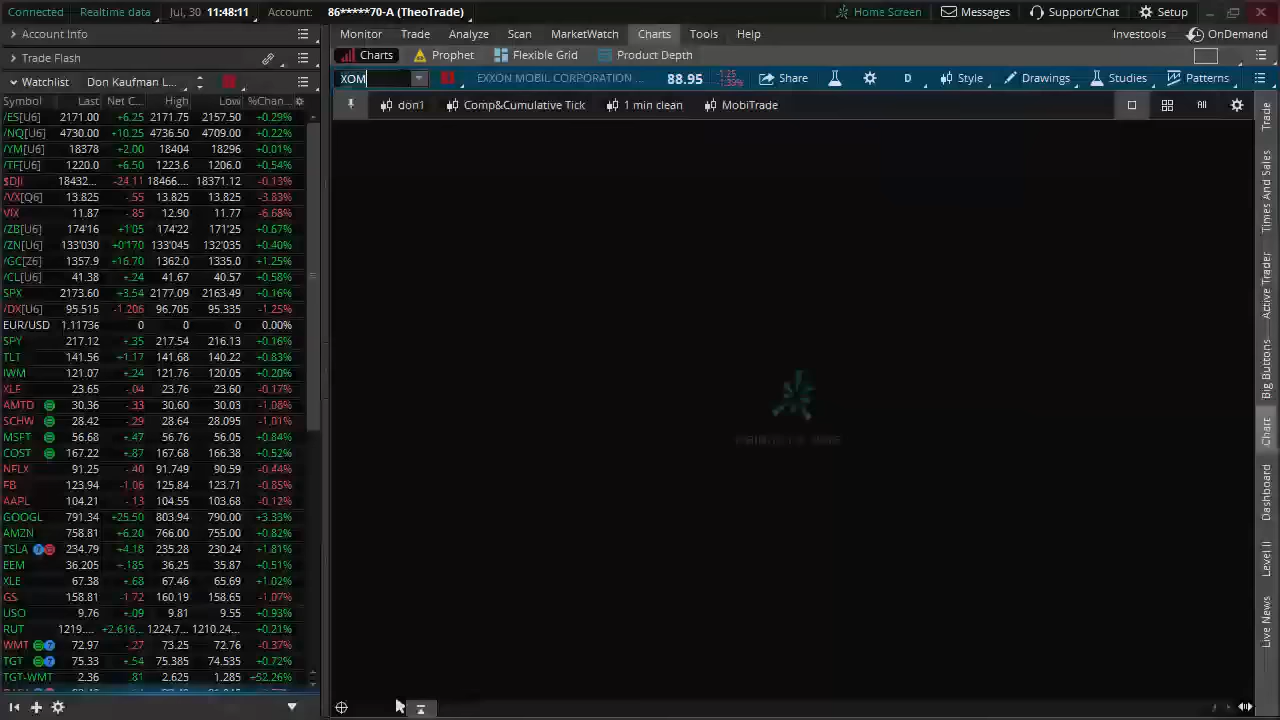 Connected Realtime data Jul, 30 11:48:11 Account: 86*****70-A (TheoTrade) Home Screen Messages Support/Chat Setup
Account Info
Trade Flash
Watchlist Don Kaufman L...
Monitor Trade Analyze Scan MarketWatch Charts Tools Help Investools OnDemand
Charts Prophet Flexible Grid Product Depth
XOM EXXON MOBIL CORPORATION ... 88.95 -1.25 -1.39% Share D Style Drawings Studies Patterns
don1 Comp&Cumulative Tick 1 min clean MobiTrade All
Symbol Last Net C... High Low %Chan...
/ES[U6] 2171.00 +6.25 2171.75 2157.50 +0.29%
/NQ[U6] 4730.00 +10.25 4736.50 4709.00 +0.22%
/YM[U6] 18378 +2.00 18404 18296 +0.01%
/TF[U6] 1220.0 +6.50 1223.6 1206.0 +0.54%
$DJI 18432... -24.11 18466.... 18371.12 -0.13%
/VX[Q6] 13.825 -.55 13.825 13.825 -3.83%
VIX 11.87 -.85 12.90 11.77 -6.68%
/ZB[U6] 174'16 +1'05 174'22 171'25 +0.67%
/ZN[U6] 133'030 +0'170 133'045 132'035 +0.40%
/GC[Z6] 1357.9 +16.70 1362.0 1335.0 +1.25%
/CL[U6] 41.38 +.24 41.67 40.57 +0.58%
SPX 2173.60 +3.54 2177.09 2163.49 +0.16%
/DX[U6] 95.515 -1.206 96.705 95.335 -1.25%
EUR/USD 1.11736 0 0 0 0.00%
SPY 217.12 +.35 217.54 216.13 +0.16%
TLT 141.56 +1.17 141.68 140.22 +0.83%
IWM 121.07 +.24 121.76 120.05 +0.20%
XLF 23.65 -.04 23.76 23.60 -0.17%
AMTD 30.36 -.33 30.60 30.03 -1.08%
SCHW 28.42 -.29 28.64 28.095 -1.01%
MSFT 56.68 +.47 56.76 56.05 +0.84%
COST 167.22 +.87 167.68 166.38 +0.52%
NFLX 91.25 -.40 91.749 90.59 -0.44%
FB 123.94 -1.06 125.84 123.71 -0.85%
AAPL 104.21 -.13 104.55 103.68 -0.12%
GOOGL 791.34 +25.50 803.94 790.00 +3.33%
AMZN 758.81 +6.20 766.00 755.00 +0.82%
TSLA 234.79 +4.18 235.28 230.24 +1.81%
EEM 36.205 +.185 36.25 35.87 +0.51%
XLE 67.38 +.68 67.46 65.69 +1.02%
GS 158.81 -1.72 160.19 158.65 -1.07%
USO 9.76 +.09 9.81 9.55 +0.93%
RUT 1219.... +2.616... 1224.7... 1210.24... +0.21%
WMT 72.97 -.27 73.25 72.76 -0.37%
TGT 75.33 +.54 75.385 74.535 +0.72%
TGT-WMT 2.36 .81 2.625 1.285 +52.26%
Trade
Times And Sales
Active Trader
Big Buttons
Chart
Dashboard
Level II
Live News